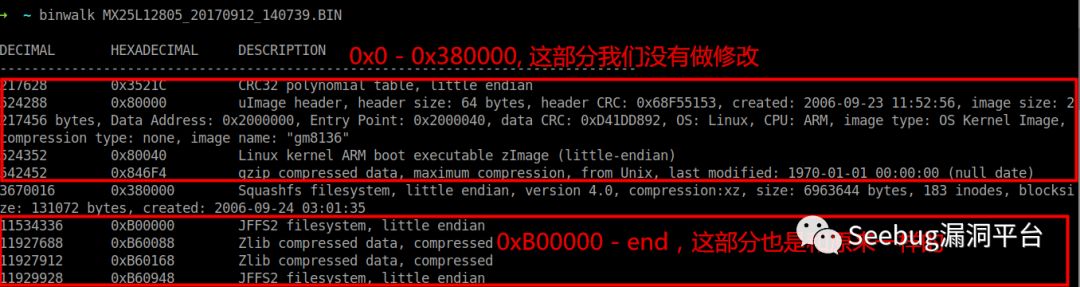 → ~ binwalk MX25L12805_20170912_140739.BIN
DECIMAL HEXADECIMAL DESCRIPTION
0x0 - 0x380000, 这部分我们没有做修改
217628 0x3521C CRC32 polynomial table, little endian
524288 0x80000 uImage header, header size: 64 bytes, header CRC: 0x68F55153, created: 2006-09-23 11:52:56, image size: 2
217456 bytes, Data Address: 0x2000000, Entry Point: 0x2000040, data CRC: 0xD41DD892, OS: Linux, CPU: ARM, image type: OS Kernel Image,
compression type: none, image name: "gm8136"
524352 0x80040 Linux kernel ARM boot executable zImage (little-endian)
542452 0x846F4 gzip compressed data, maximum compression, from Unix, last modified: 1970-01-01 00:00:00 (null date)
3670016 0x380000 Squashfs filesystem, little endian, version 4.0, compression:xz, size: 6963644 bytes, 183 inodes, blocksi
ze: 131072 bytes, created: 2006-09-24 03:01:35
11534336 0xB00000 JFFS2 filesystem, little endian
11927688 0xB60088 Zlib compressed data, compressed
0xB00000 - end，这部分也是
Seebug漏洞平台
11927912 0xB60168 Zlib compressed data, compressed
11929928 0xB60948 JFFS2 filesystem, little endian